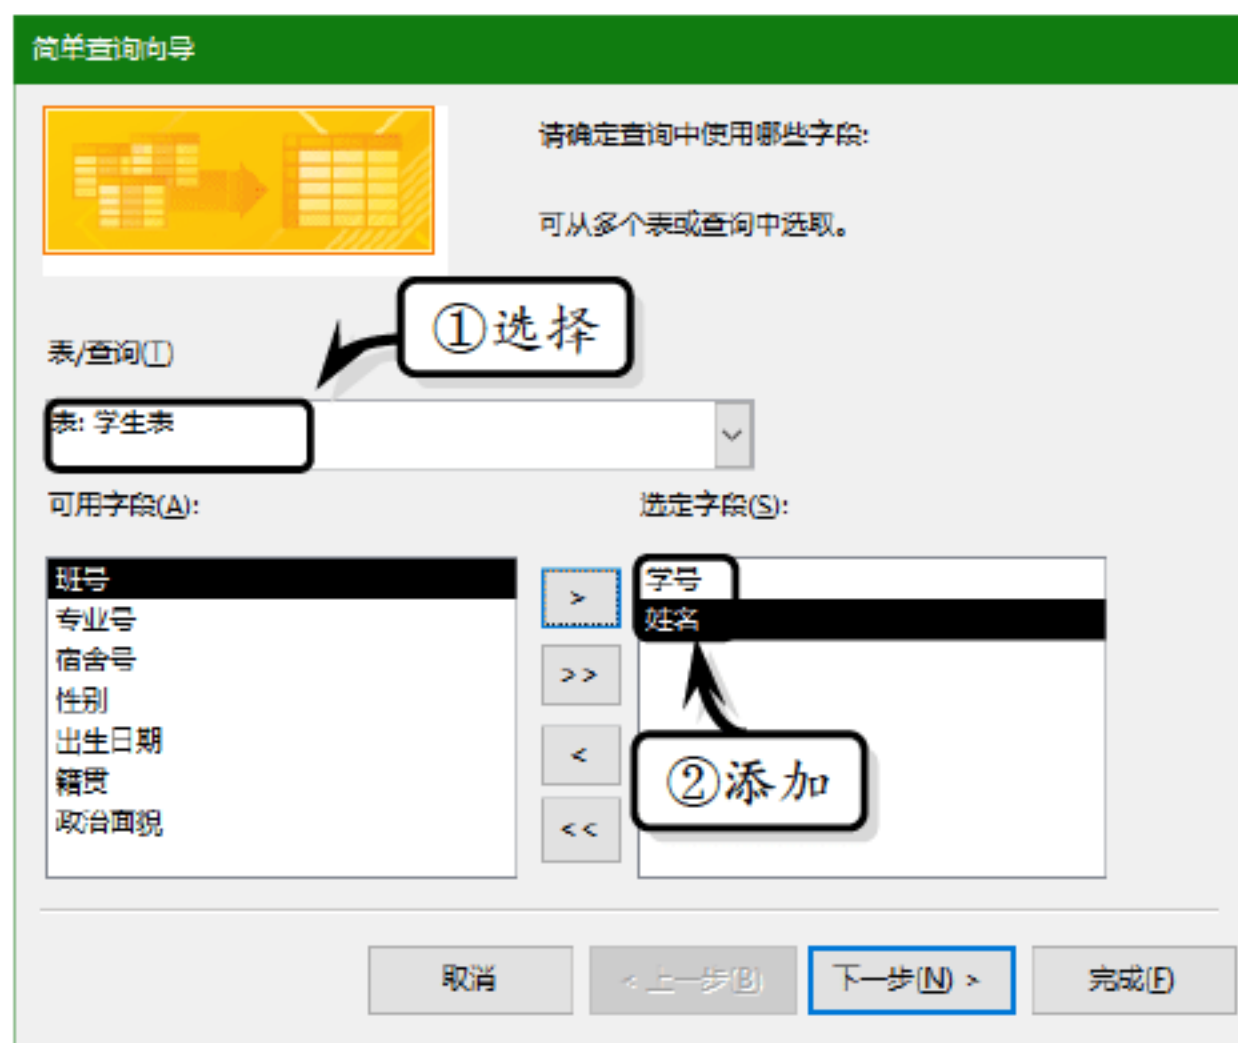 简单查询向导
请确定查询中使用哪些字段:
可从多个表或查询中选取。
①选择
表/查询(T)
表: 学生表
可用字段(A):
选定字段(S):
班号
专业号
宿舍号
性别
出生日期
籍贯
政治面貌
>
>>
<
<<
学号
姓名
②添加
取消
< 上一步(B)
下一步(N) >
完成(F)